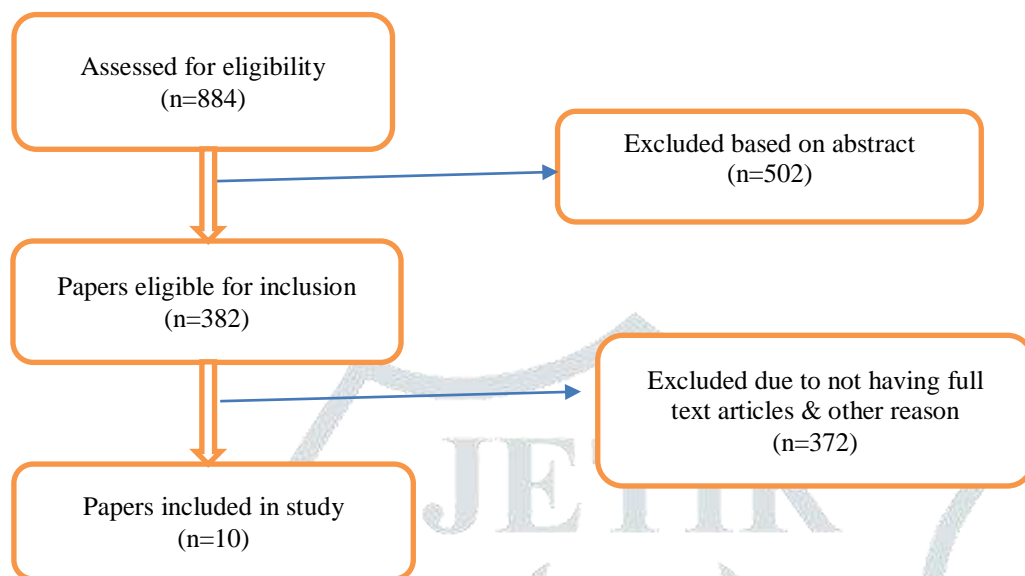 Assessed for eligibility
(n=884)
Excluded based on abstract
(n=502)
Papers eligible for inclusion
(n=382)
Excluded due to not having full
text articles & other reason
(n=372)
Papers included in study
(n=10)
JETIR